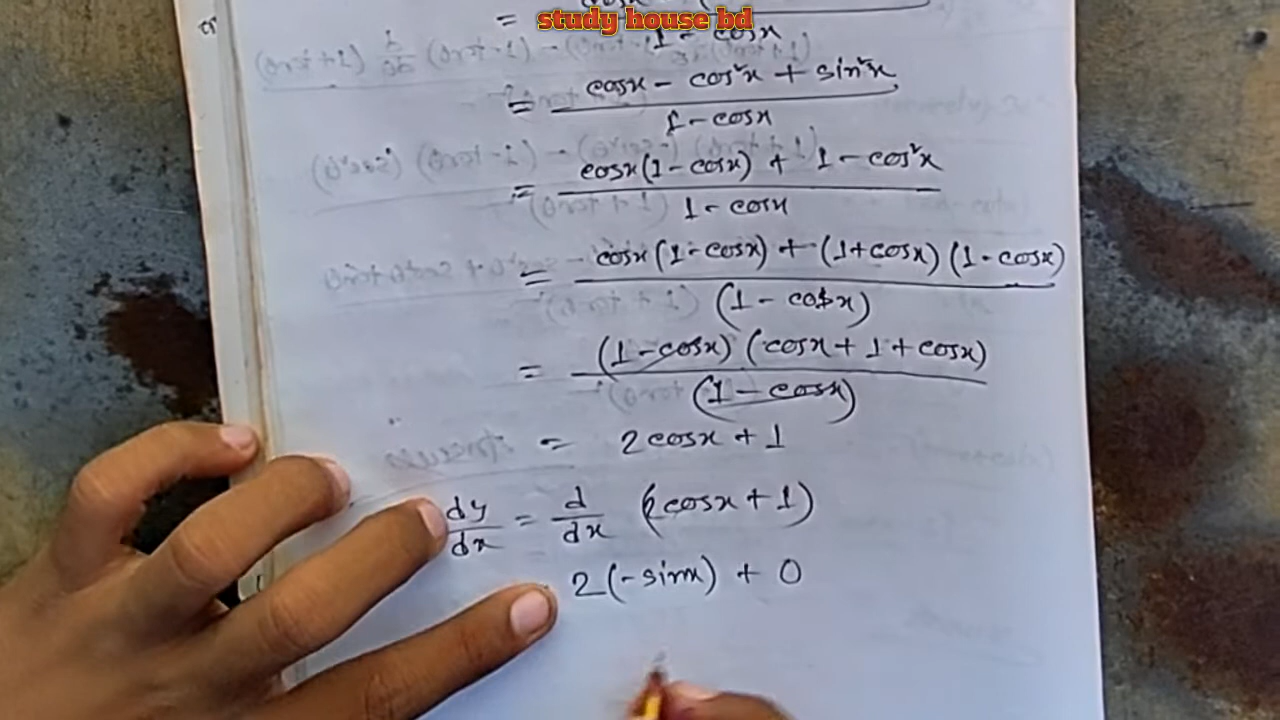 study house bd
=
1 - cosx
= cosx - cos²x + sin²x
1 - cosx
= cosx(1 - cosx) + 1 - cos²x
1 - cosx
= cosx(1 - cosx) + (1 + cosx)(1 - cosx)
(1 - cosx)
= (1 - cosx)(cosx + 1 + cosx)
(1 - cosx)
= 2cosx + 1
dy/dx = d/dx (2cosx + 1)
2(-sinx) + 0